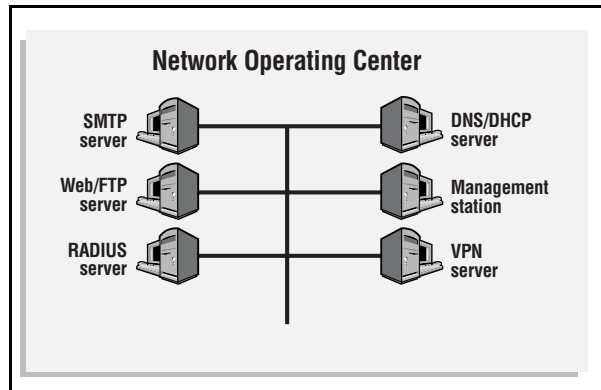 Network Operating Center
SMTP
server
DNS/DHCP
server
Web/FTP
server
Management
station
RADIUS
server
VPN
server